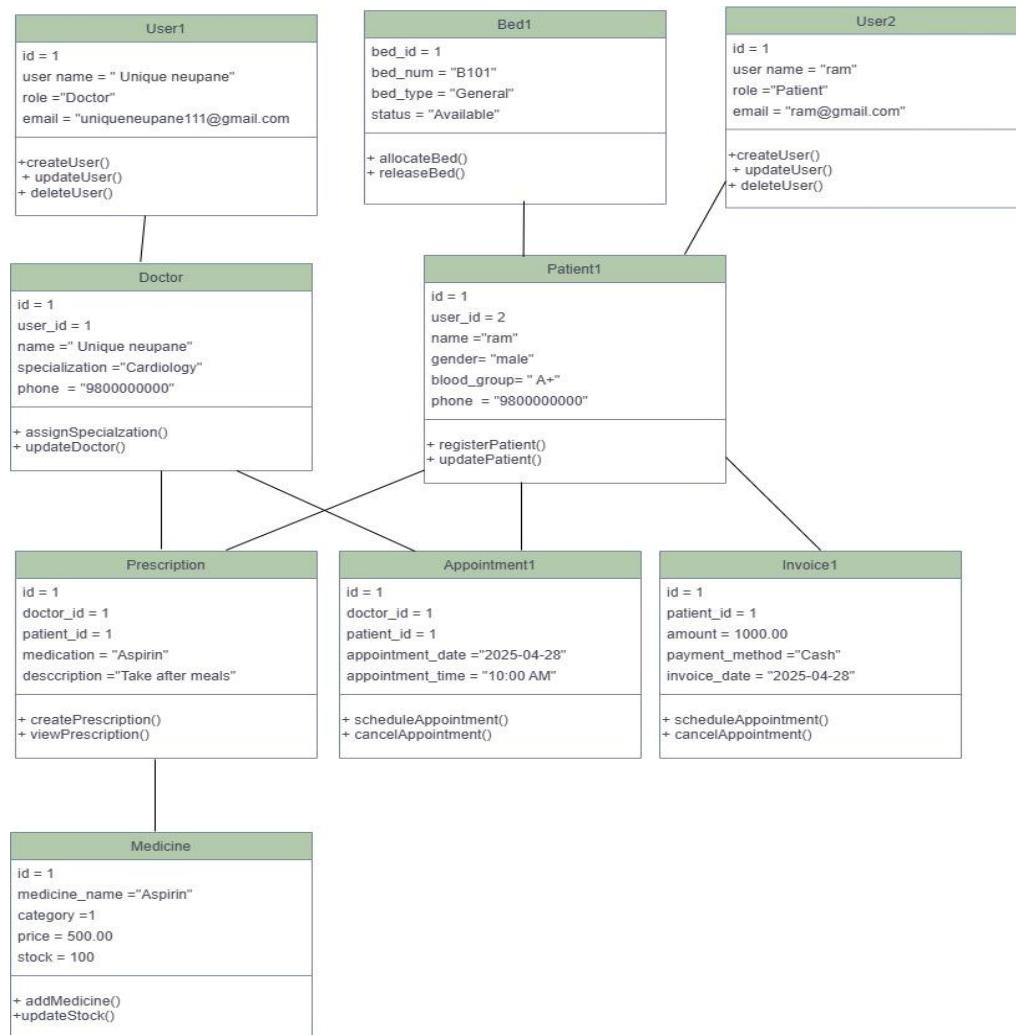 User1
id = 1
user name = " Unique neupane"
role ="Doctor"
email = "uniqueneupane111@gmail.com
+createUser()
+ updateUser()
+ deleteUser()
Bed1
bed_id = 1
bed_num = "B101"
bed_type = "General"
status = "Available"
+ allocateBed()
+ releaseBed()
User2
id = 1
user name = "ram"
role = "Patient"
email = "ram@gmail.com"
+createUser()
+ updateUser()
+ deleteUser()
Doctor
id = 1
user_id = 1
name =" Unique neupane"
specialization ="Cardiology"
phone = "9800000000"
+ assignSpecialzation()
+ updateDoctor()
Patient1
id = 1
user_id = 2
name ="ram"
gender= "male"
blood_group= " A+"
phone = "9800000000"
+ registerPatient()
+ updatePatient()
Prescription
id = 1
doctor_id = 1
patient_id = 1
medication = "Aspirin"
desccription ="Take after meals"
+ createPrescription()
+ viewPrescription()
Appointment1
id = 1
doctor_id = 1
patient_id = 1
appointment_date ="2025-04-28"
appointment_time = "10:00 AM"
+ scheduleAppointment()
+ cancelAppointment()
Invoice1
id = 1
patient_id = 1
amount = 1000.00
payment_method ="Cash"
invoice_date = "2025-04-28"
+ scheduleAppointment()
+ cancelAppointment()
Medicine
id = 1
medicine_name ="Aspirin"
category =1
price = 500.00
stock = 100
+ addMedicine()
+updateStock()